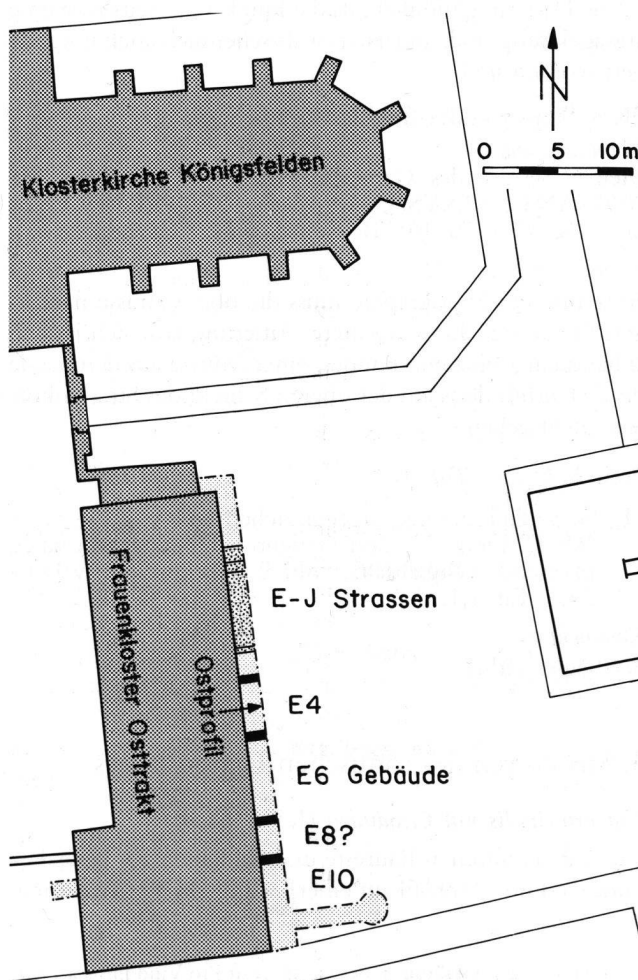 N
0 5 10m
Klosterkirche Königsfelden
E-J Strassen
Frauenkloster Osttrakt
Ostprofil
E4
E6 Gebäude
E8?
E10